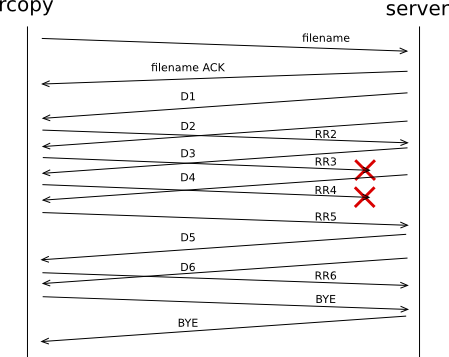 rcopy
server
filename
filename ACK
D1
D2
RR2
D3
RR3
D4
RR4
RR5
D5
D6
RR6
BYE
BYE